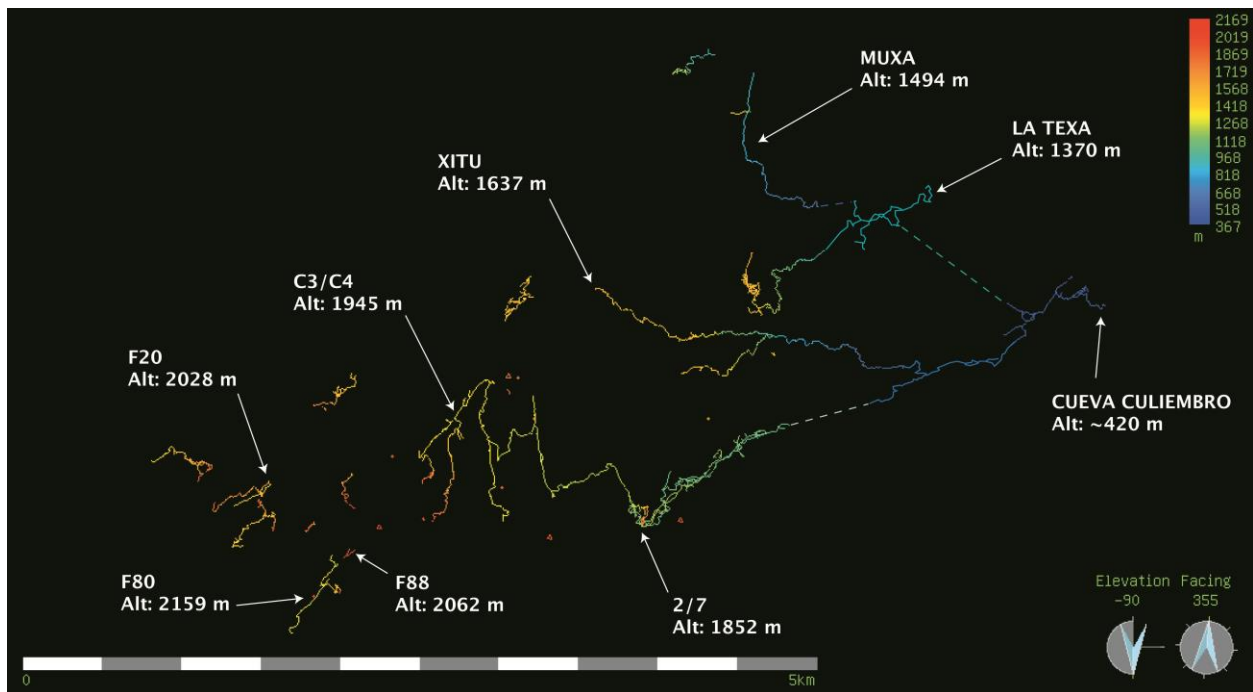 MUXA
Alt: 1494 m
LA TEXA
Alt: 1370 m
XITU
Alt: 1637 m
C3/C4
Alt: 1945 m
F20
Alt: 2028 m
CUEVA CULIEMBRO
Alt: ~420 m
F80
Alt: 2159 m
F88
Alt: 2062 m
2/7
Alt: 1852 m
2169
2019
1869
1719
1568
1418
1268
1118
968
818
668
518
367
m
Elevation Facing
-90 355
0 5km